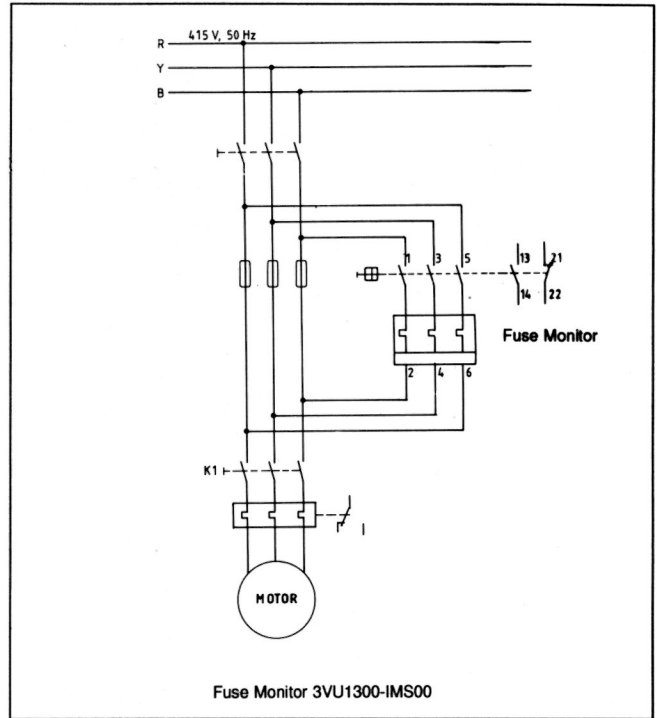 415 V, 50 Hz
R
Y
B
1 3 5 13 21
14 22
Fuse Monitor
2 4 6
K1
MOTOR
Fuse Monitor 3VU1300-IMS00